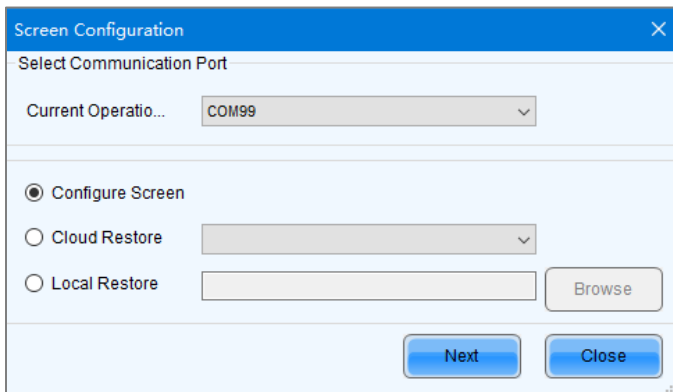 Screen Configuration
Select Communication Port
Current Operatio... COM99
Configure Screen
Cloud Restore
Local Restore Browse
Next Close